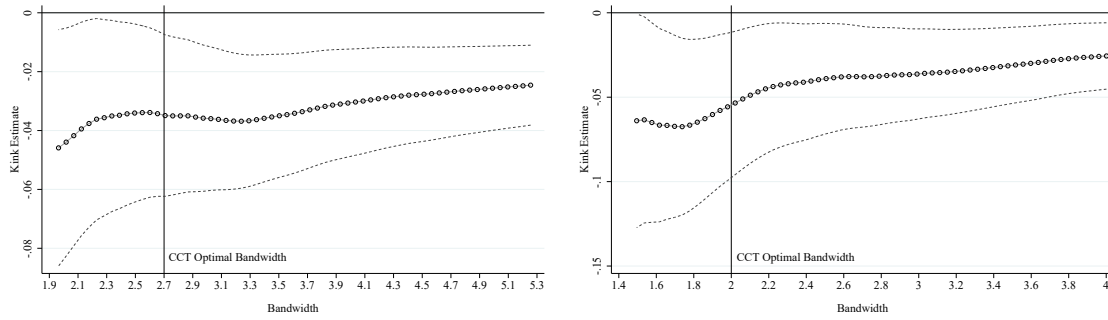 0
-.02
-.04
-.06
-.08
Kink Estimate
CCT Optimal Bandwidth
1.9 2.1 2.3 2.5 2.7 2.9 3.1 3.3 3.5 3.7 3.9 4.1 4.3 4.5 4.7 4.9 5.1 5.3
Bandwidth
0
-.05
-.1
-.15
Kink Estimate
CCT Optimal Bandwidth
1.4 1.6 1.8 2 2.2 2.4 2.6 2.8 3 3.2 3.4 3.6 3.8 4
Bandwidth